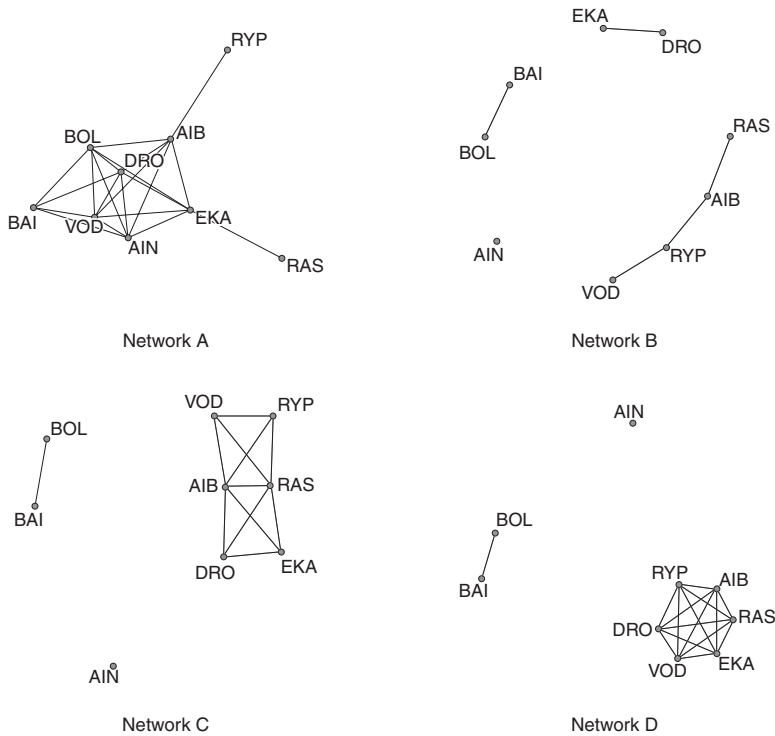 RYP
BOL
AIB
DRO
BAI
VOD
EKA
AIN
RAS
Network A
EKA
DRO
BAI
BOL
RAS
AIB
AIN
RYP
VOD
Network B
VOD
RYP
BOL
AIB
RAS
BAI
DRO
EKA
AIN
Network C
AIN
BOL
BAI
RYP
AIB
RAS
DRO
VOD
EKA
Network D